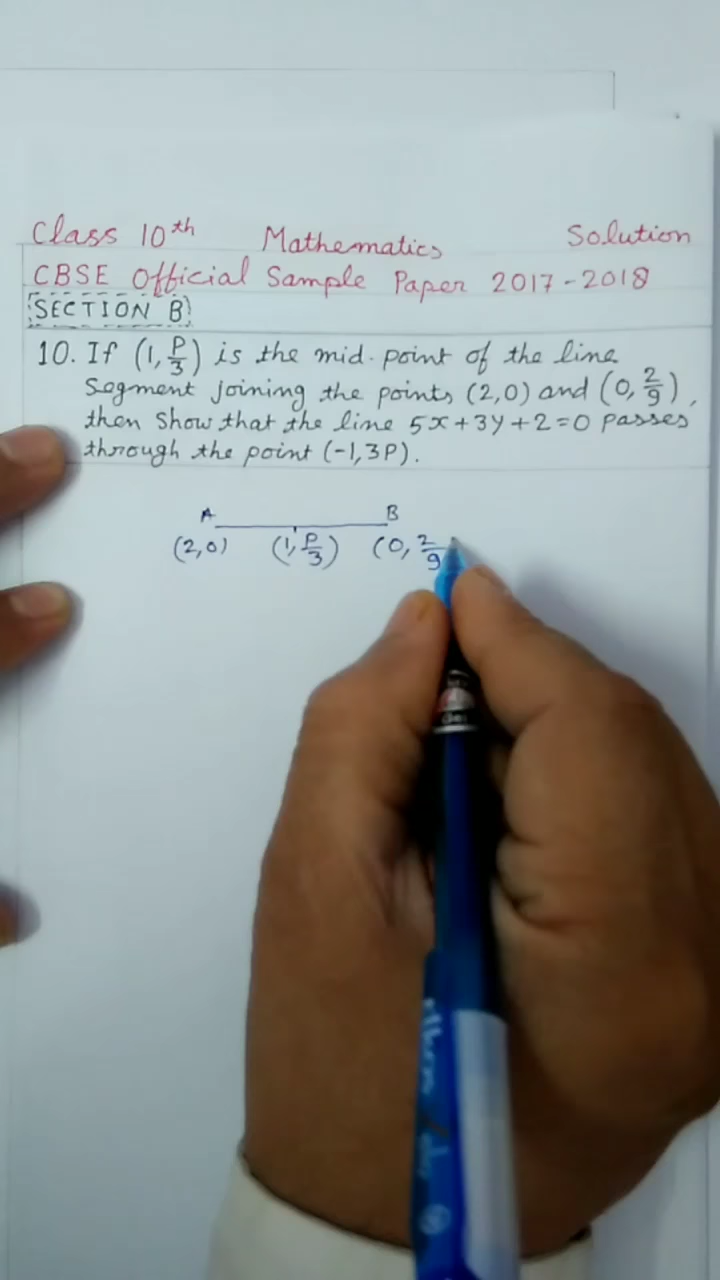 Class 10th Mathematics Solution
CBSE Official Sample Paper 2017-2018
SECTION B
10. If (1, P/3) is the mid-point of the line
Segment joining the points (2,0) and (0, 2/9),
then Show that the line 5x+3y+2=0 passes
through the point (-1, 3P).
A B
(2,0) (1, P/3) (0, 2/9